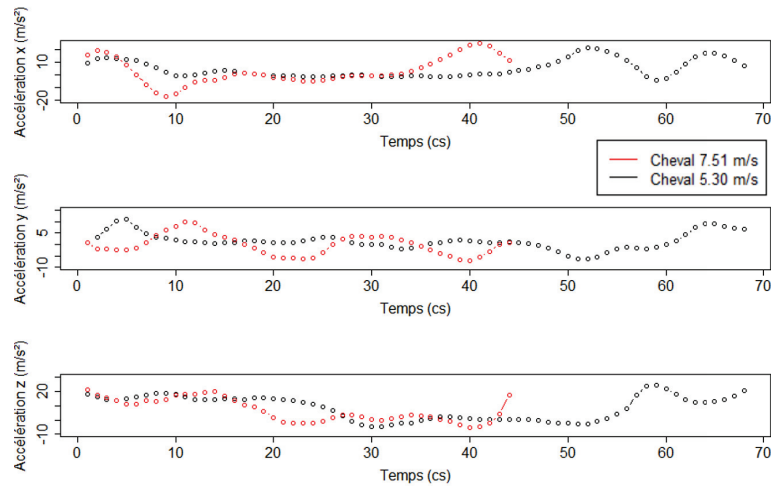 Accélération x (m/s²)
10
-20
0 10 20 30 40 50 60 70
Temps (cs)
Cheval 7.51 m/s
Cheval 5.30 m/s
Accélération y (m/s²)
5
-10
0 10 20 30 40 50 60 70
Temps (cs)
Accélération z (m/s²)
20
-10
0 10 20 30 40 50 60 70
Temps (cs)